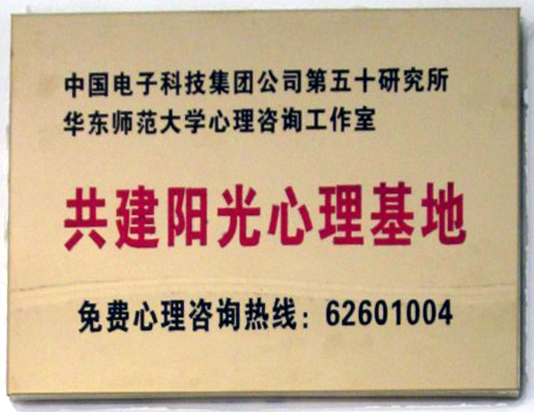 中国电子科技集团公司第五十研究所
华东师范大学心理咨询工作室
共建阳光心理基地
免费心理咨询热线：62601004